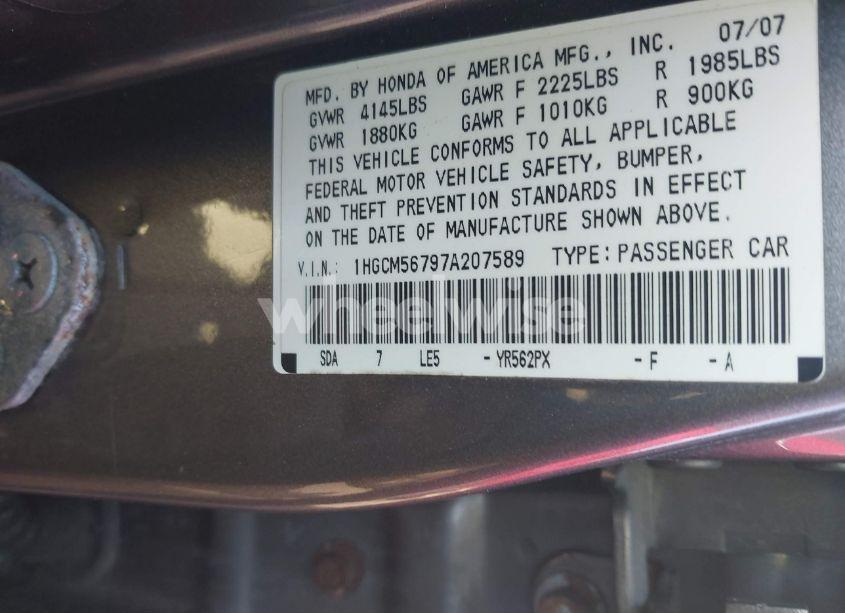 MFD. BY HONDA OF AMERICA MFG., INC. 07/07
GVWR 4145LBS GAWR F 2225LBS R 1985LBS
GVWR 1880KG GAWR F 1010KG R 900KG
THIS VEHICLE CONFORMS TO ALL APPLICABLE
FEDERAL MOTOR VEHICLE SAFETY, BUMPER,
AND THEFT PREVENTION STANDARDS IN EFFECT
ON THE DATE OF MANUFACTURE SHOWN ABOVE.
V.I.N.: 1HGCM56797A207589 TYPE: PASSENGER CAR
wheelwise
SDA 7 LE5 - YR562PX - F - A